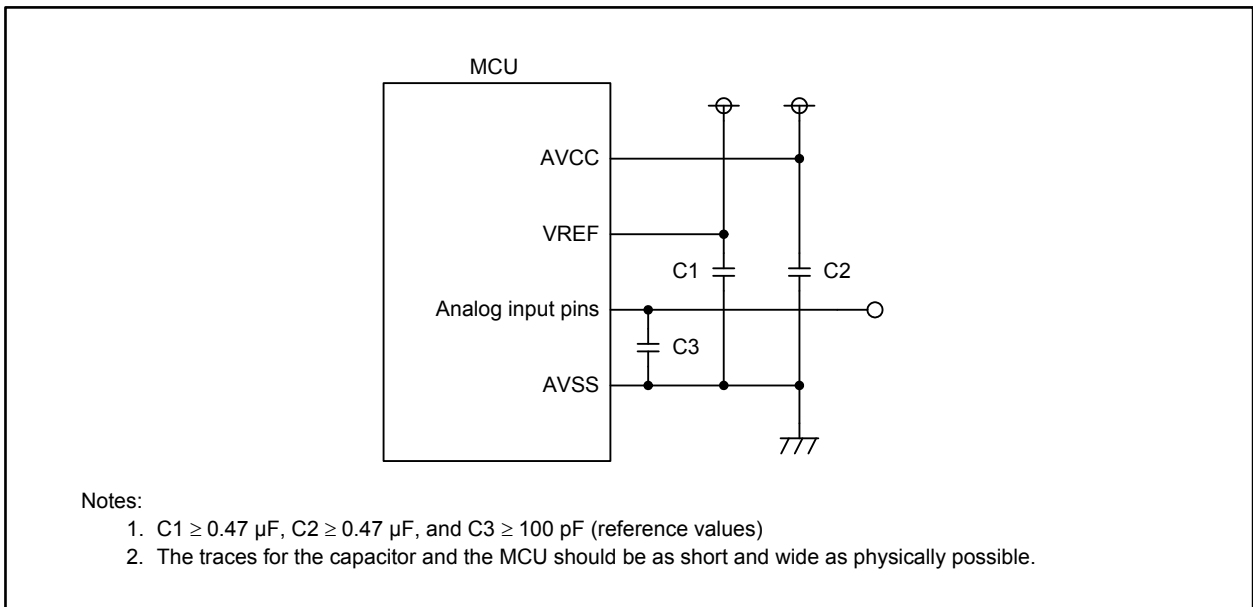 MCU
AVCC
VREF
C1
C2
Analog input pins
C3
AVSS
Notes:
1. C1 ≥ 0.47 µF, C2 ≥ 0.47 µF, and C3 ≥ 100 pF (reference values)
2. The traces for the capacitor and the MCU should be as short and wide as physically possible.